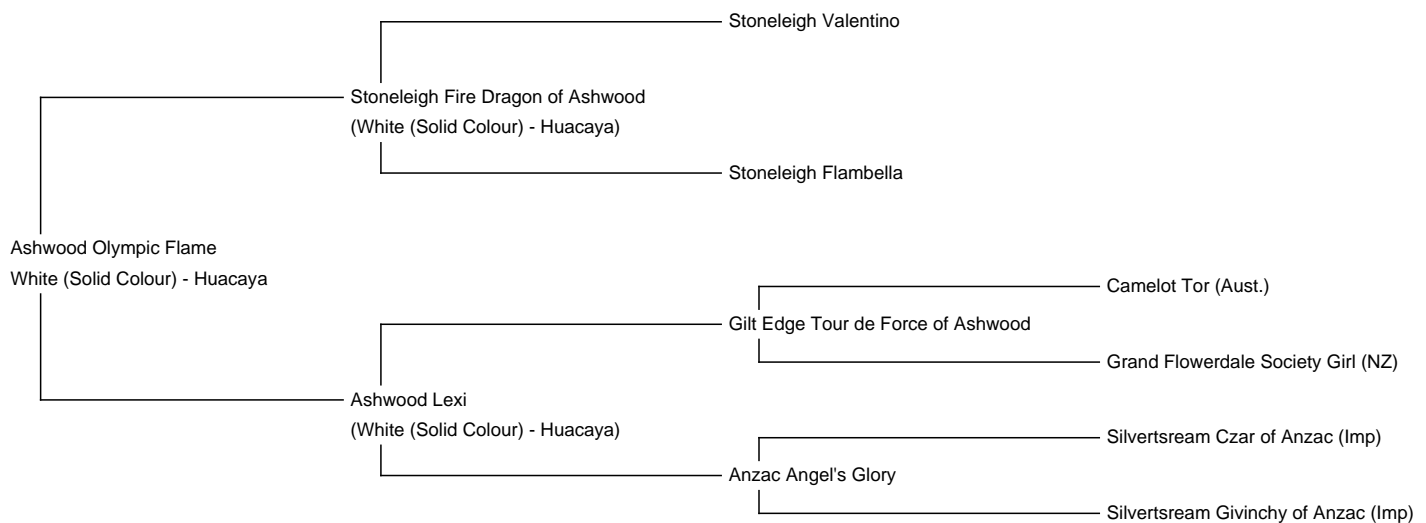 Stoneleigh Valentino
Stoneleigh Fire Dragon of Ashwood
(White (Solid Colour) - Huacaya)
Stoneleigh Flambella
Ashwood Olympic Flame
White (Solid Colour) - Huacaya
Camelot Tor (Aust.)
Gilt Edge Tour de Force of Ashwood
Grand Flowerdale Society Girl (NZ)
Ashwood Lexi
(White (Solid Colour) - Huacaya)
Silvertsream Czar of Anzac (Imp)
Anzac Angel's Glory
Silvertsream Givinchy of Anzac (Imp)